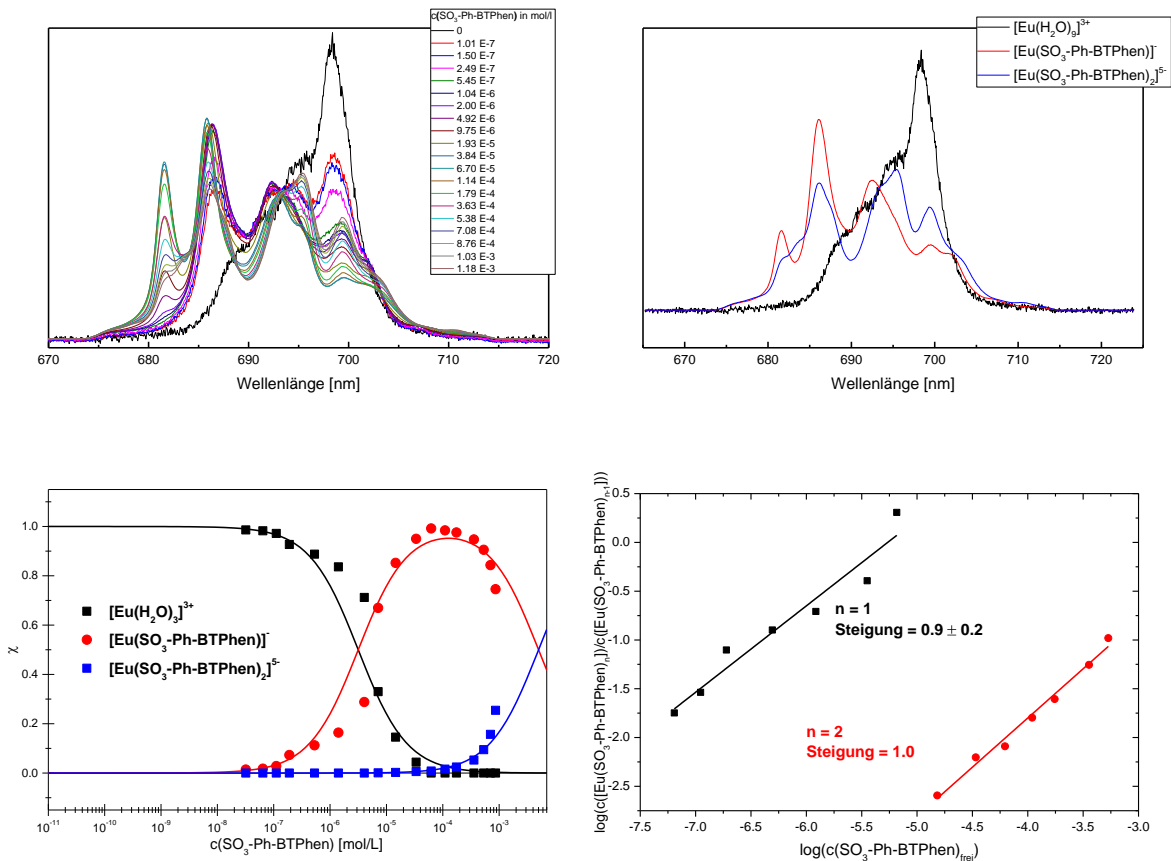 c(SO3-Ph-BTPhen) in mol/l
0
1.01 E-7
1.50 E-7
2.49 E-7
5.45 E-7
1.04 E-6
2.00 E-6
4.92 E-6
9.75 E-6
1.93 E-5
3.84 E-5
6.70 E-5
1.14 E-4
1.79 E-4
3.63 E-4
5.38 E-4
7.08 E-4
8.76 E-4
1.03 E-3
1.18 E-3
670 680 690 700 710 720
Wellenlänge [nm]
[Eu(H2O)9]3+
[Eu(SO3-Ph-BTPhen)]-
[Eu(SO3-Ph-BTPhen)2]5-
670 680 690 700 710 720
Wellenlänge [nm]
1.0
0.8
0.6
0.4
0.2
0.0
χ
[Eu(H2O)3]3+
[Eu(SO3-Ph-BTPhen)]-
[Eu(SO3-Ph-BTPhen)2]5-
10-11 10-10 10-9 10-8 10-7 10-6 10-5 10-4 10-3
c(SO3-Ph-BTPhen) [mol/L]
log(c([Eu(SO3-Ph-BTPhen)n])/c([Eu(SO3-Ph-BTPhen)n-1]))
0.5
0.0
-0.5
-1.0
-1.5
-2.0
-2.5
n = 1
Steigung = 0.9 ± 0.2
n = 2
Steigung = 1.0
-7.5 -7.0 -6.5 -6.0 -5.5 -5.0 -4.5 -4.0 -3.5 -3.0
log(c(SO3-Ph-BTPhen)frei)